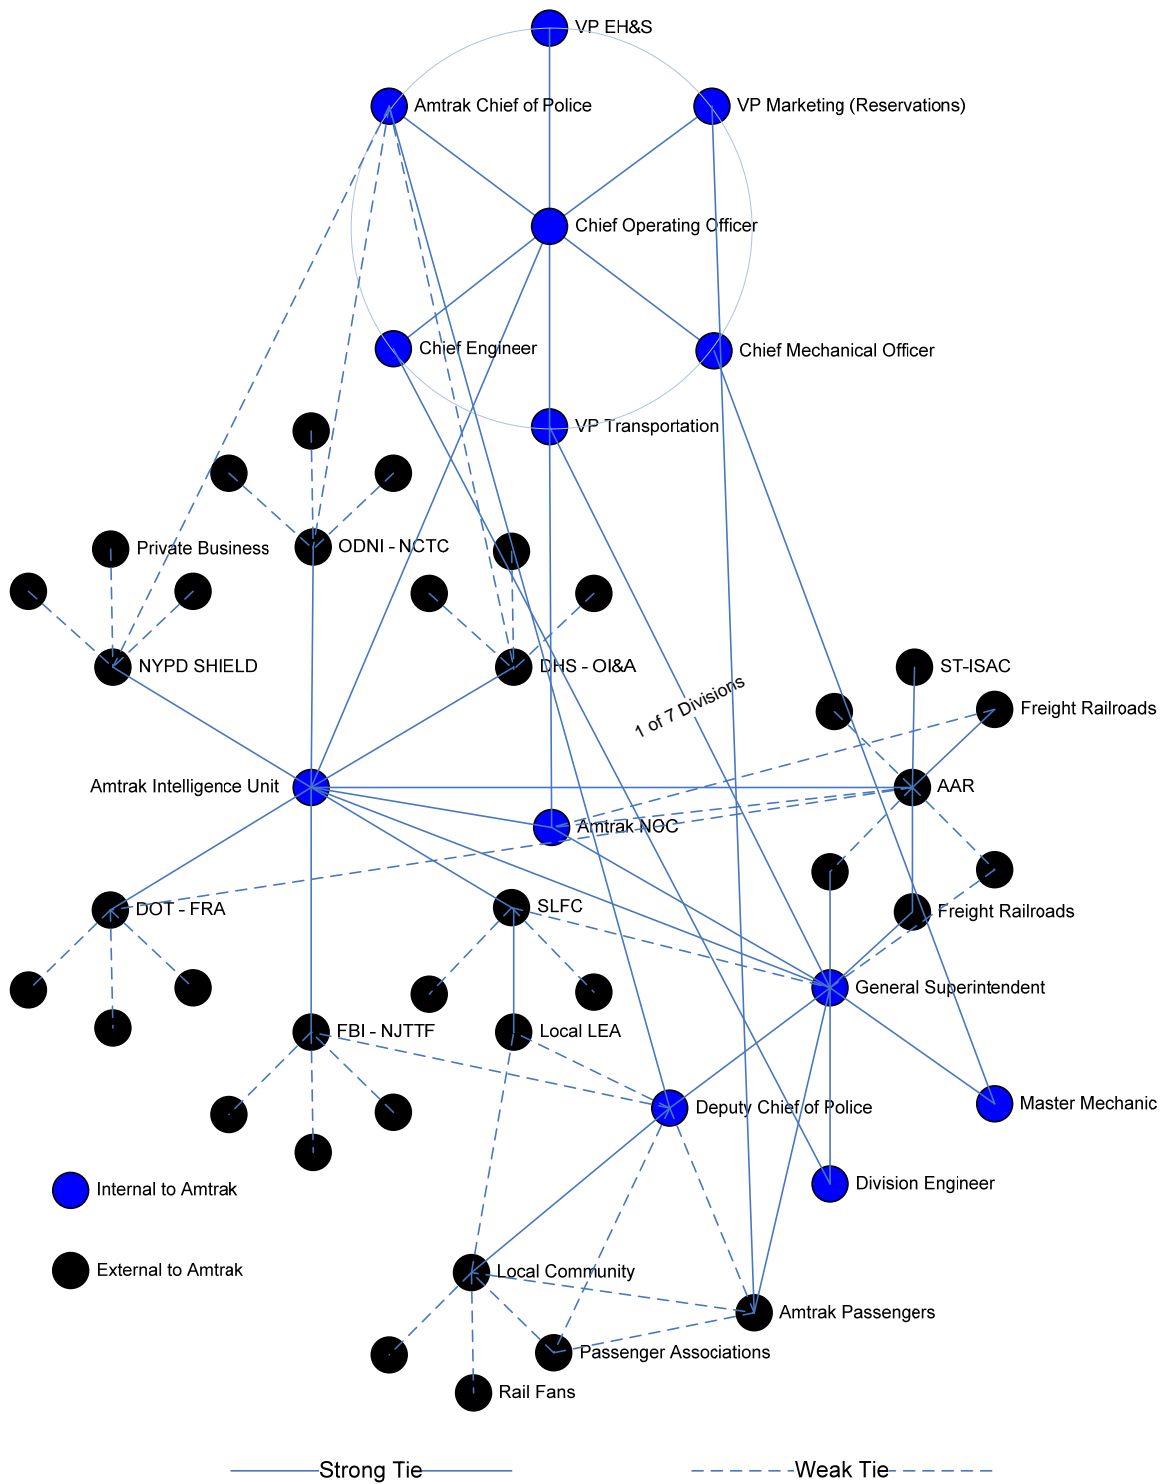 VP EH&S
Amtrak Chief of Police
VP Marketing (Reservations)
Chief Operating Officer
Chief Engineer
Chief Mechanical Officer
VP Transportation
Private Business
ODNI - NCTC
NYPD SHIELD
DHS - OI&A
ST-ISAC
1 of 7 Divisions
Freight Railroads
Amtrak Intelligence Unit
AAR
Amtrak NOC
DOT - FRA
SLFC
Freight Railroads
General Superintendent
FBI - NJTTF
Local LEA
Deputy Chief of Police
Master Mechanic
Internal to Amtrak
Division Engineer
External to Amtrak
Local Community
Amtrak Passengers
Passenger Associations
Rail Fans
Strong Tie
Weak Tie